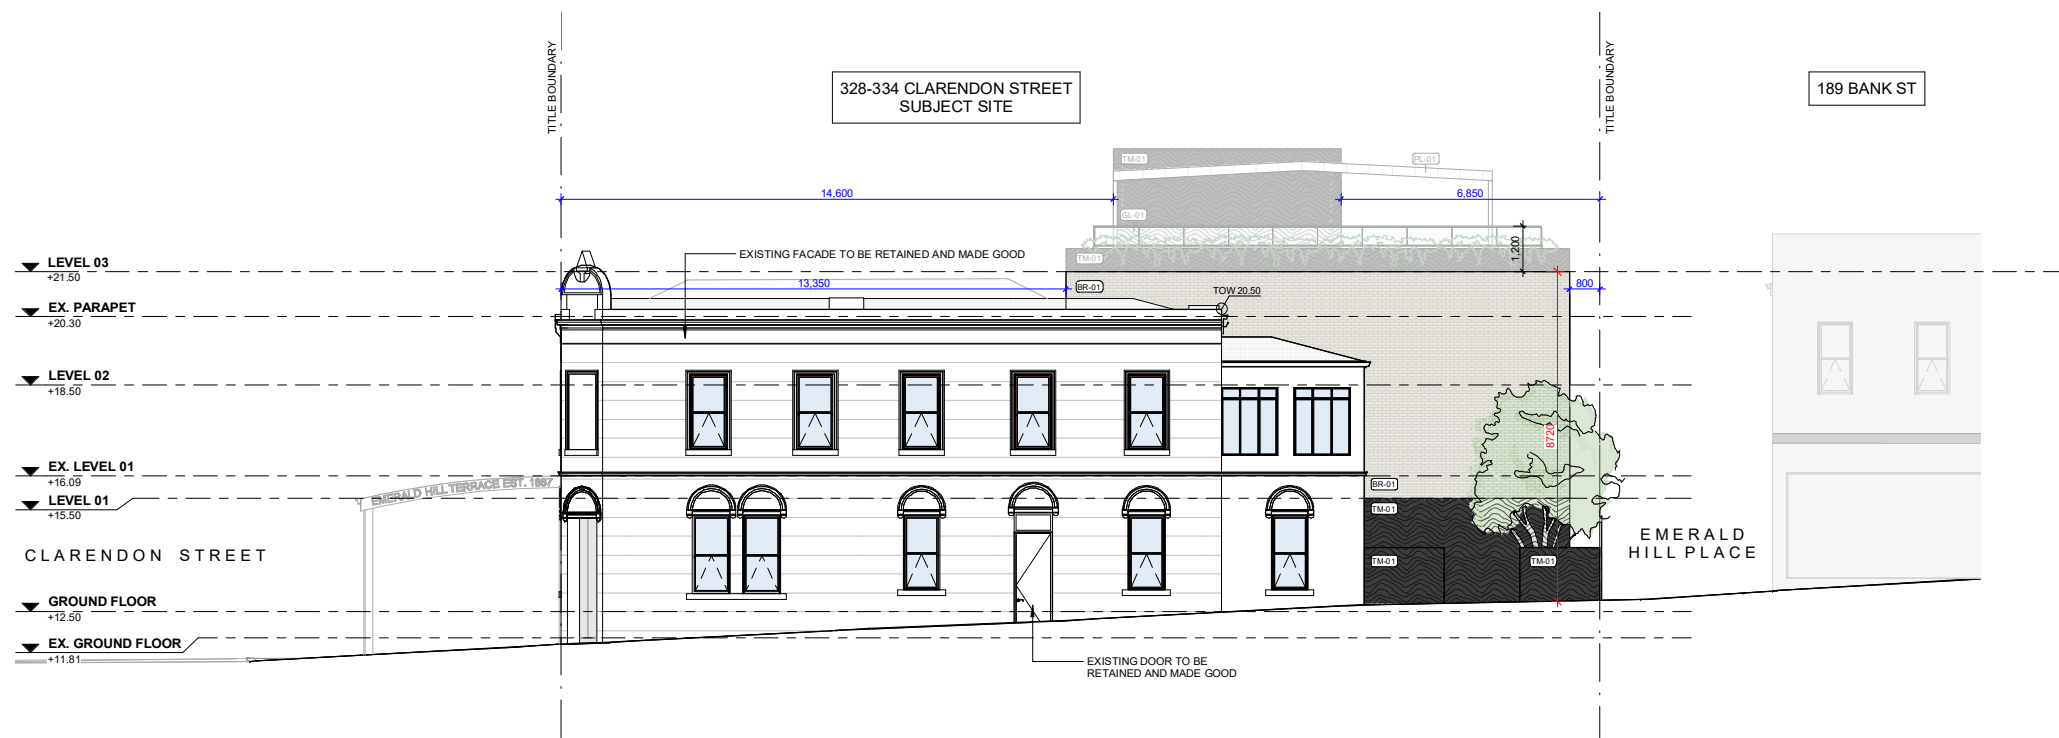 TITLE BOUNDARY
328-334 CLARENDON STREET
SUBJECT SITE
TITLE BOUNDARY
189 BANK ST
TM-01
PL-01
14,600
6,850
GL-01
1,200
EXISTING FACADE TO BE RETAINED AND MADE GOOD
TM-01
LEVEL 03
+21.50
13,350
BR-01
800
TOW 20.50
EX. PARAPET
+20.30
LEVEL 02
+18.50
8720
EX. LEVEL 01
+16.09
EMERALD HILL TERRACE EST. 1887
BR-01
LEVEL 01
+15.50
TM-01
CLARENDON STREET
EMERALD
HILL PLACE
TM-01
TM-01
GROUND FLOOR
+12.50
EX. GROUND FLOOR
+11.81
EXISTING DOOR TO BE
RETAINED AND MADE GOOD